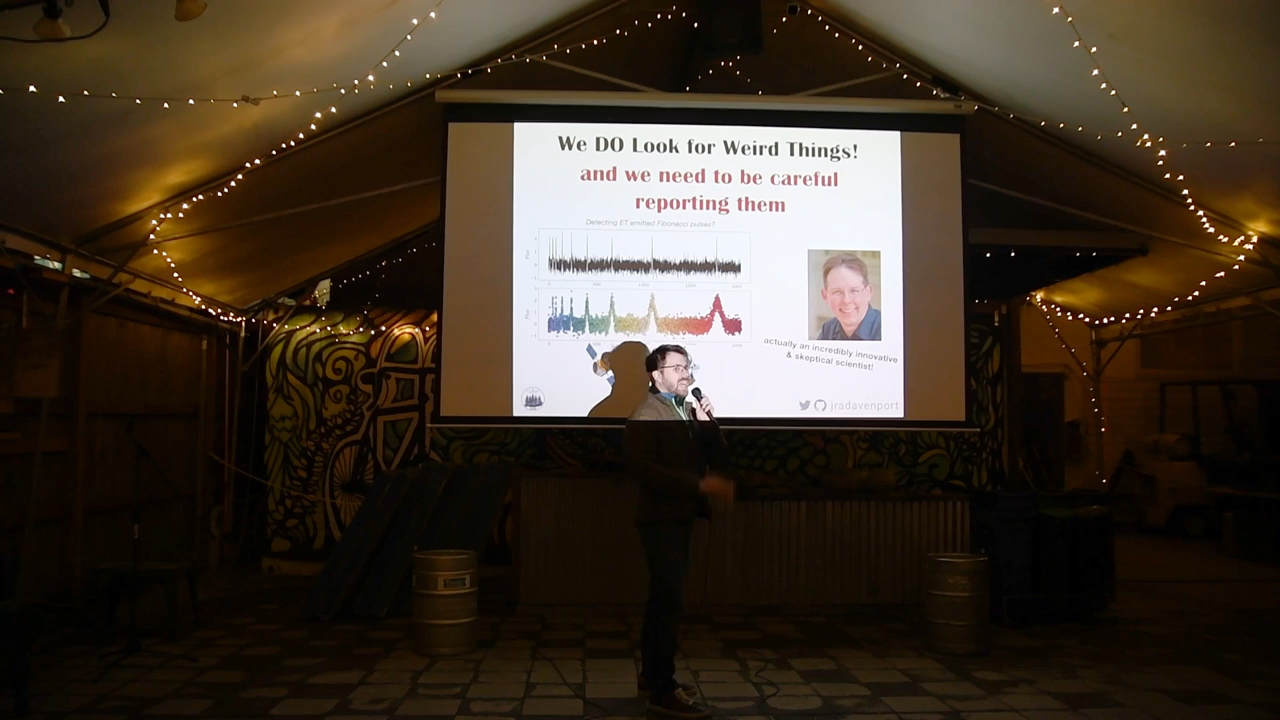 We DO Look for Weird Things!
and we need to be careful
reporting them
Detecting ET emitted Fibonacci pulses?
actually an incredibly innovative
& skeptical scientist!
jradavenport